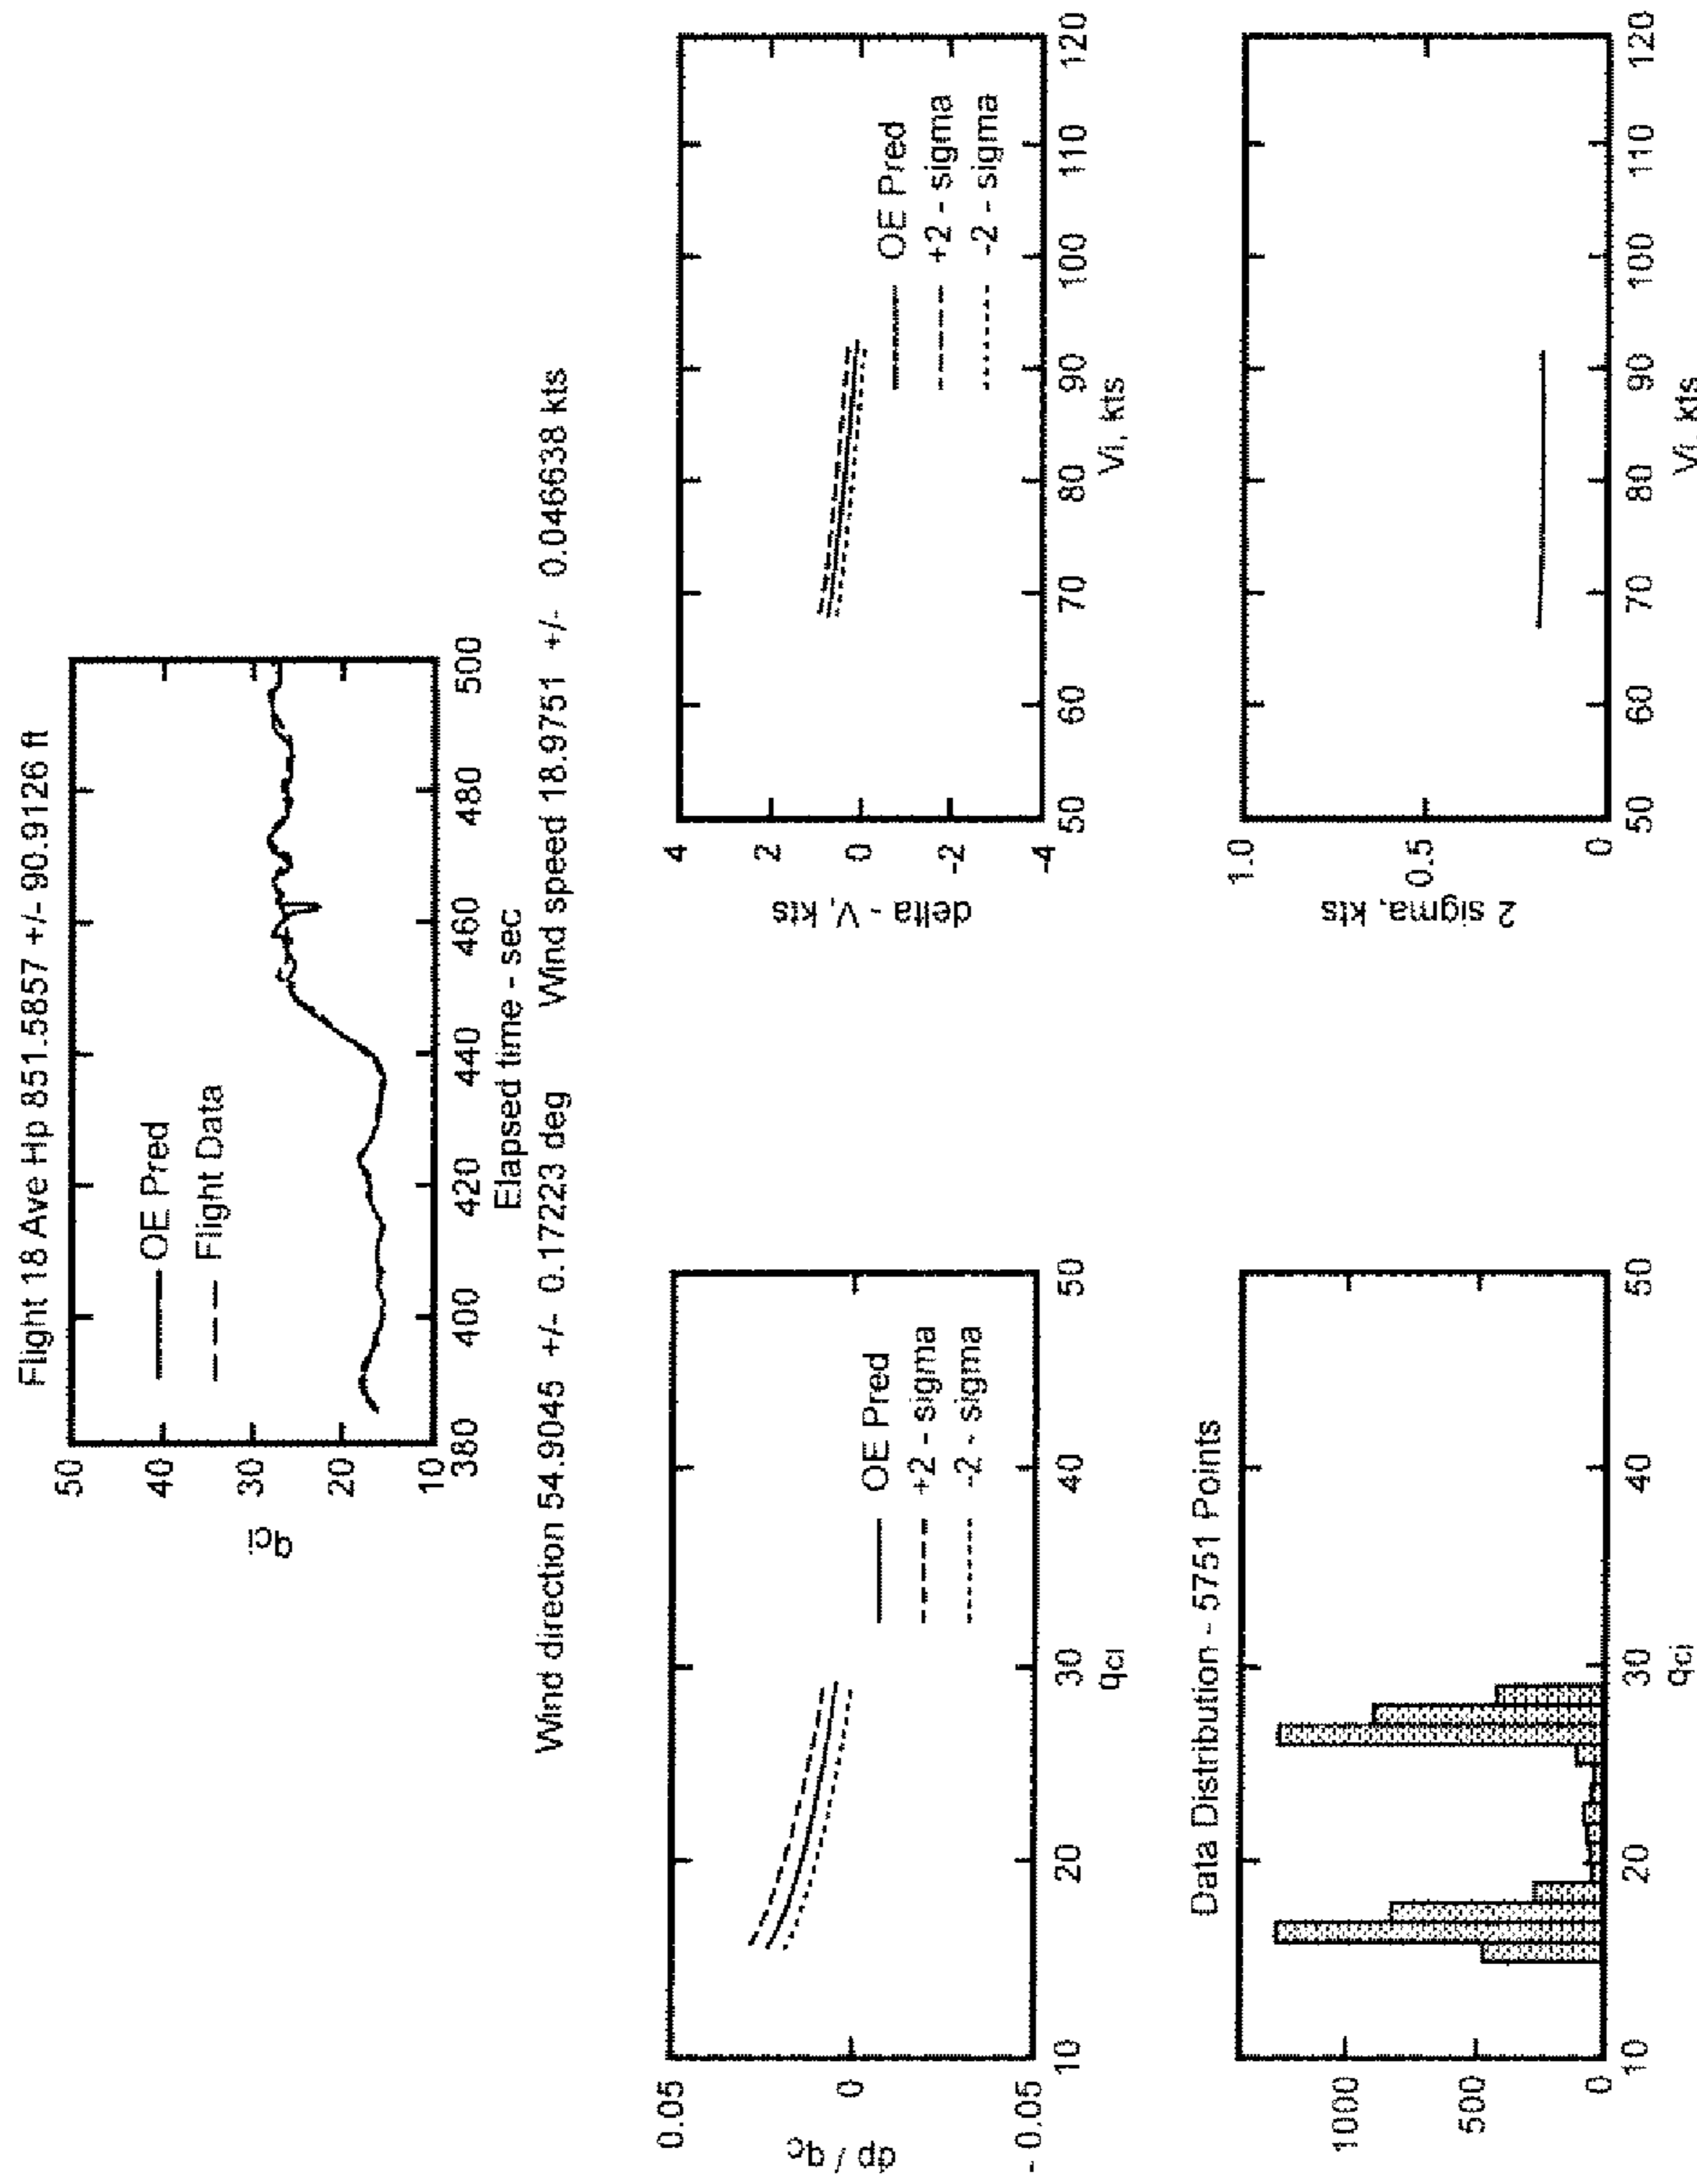 Flight 18 Ave Hp 851.5857 +/- 90.9126 ft
50
40
30
20
10
qci
OE Pred
Flight Data
380 400 420 440 460 480 500
Elapsed time - sec
Wind direction 54.9045 +/- 0.17223 deg Wind speed 18.9751 +/- 0.046638 kts
0.05
0
- 0.05
dp / qc
OE Pred
+2 - sigma
-2 - sigma
10 20 30 40 50
qci
4
2
0
-2
-4
delta - V, kts
OE Pred
+2 - sigma
-2 - sigma
50 60 70 80 90 100 110 120
Vi, kts
Data Distribution - 5751 Points
1000
500
0
10 20 30 40 50
qci
1.0
0.5
0
2 sigma, kts
50 60 70 80 90 100 110 120
Vi, kts